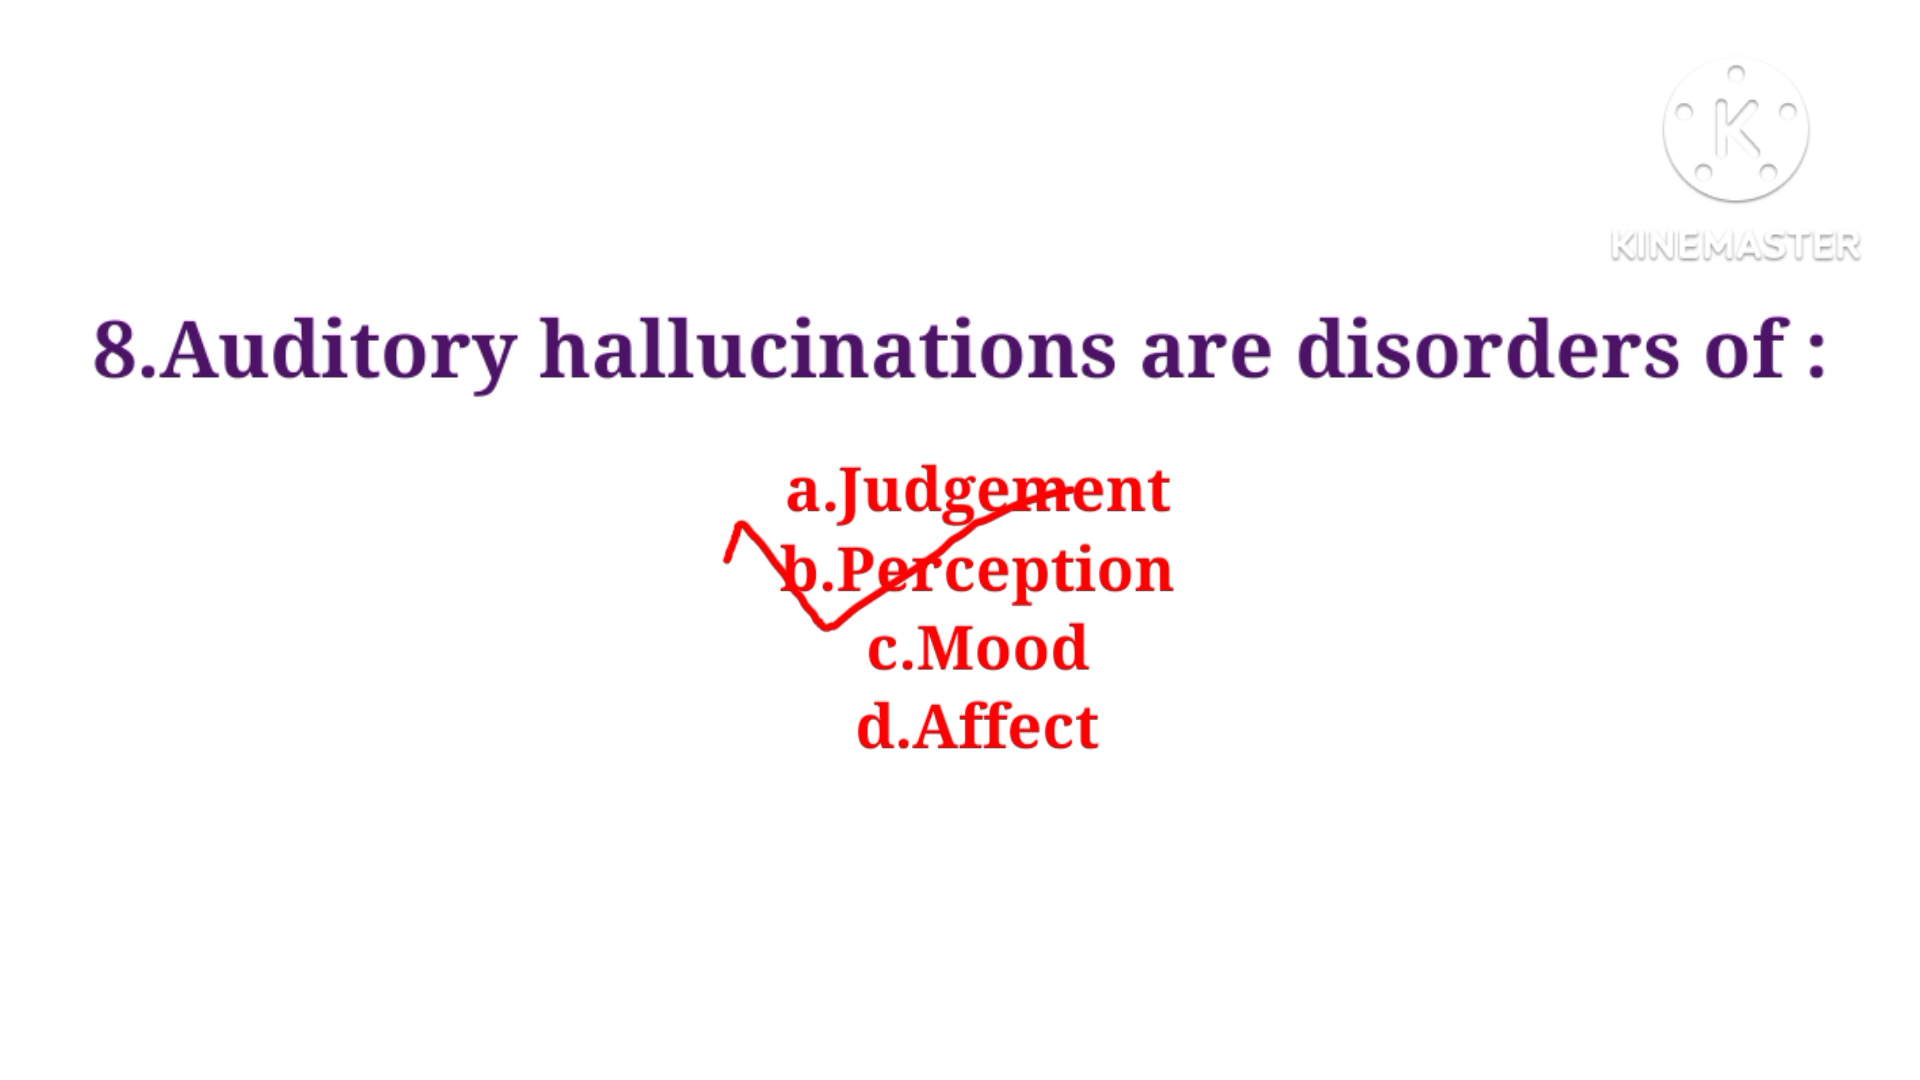 K
KINEMASTER
8.Auditory hallucinations are disorders of :
a.Judgement
b.Perception
c.Mood
d.Affect